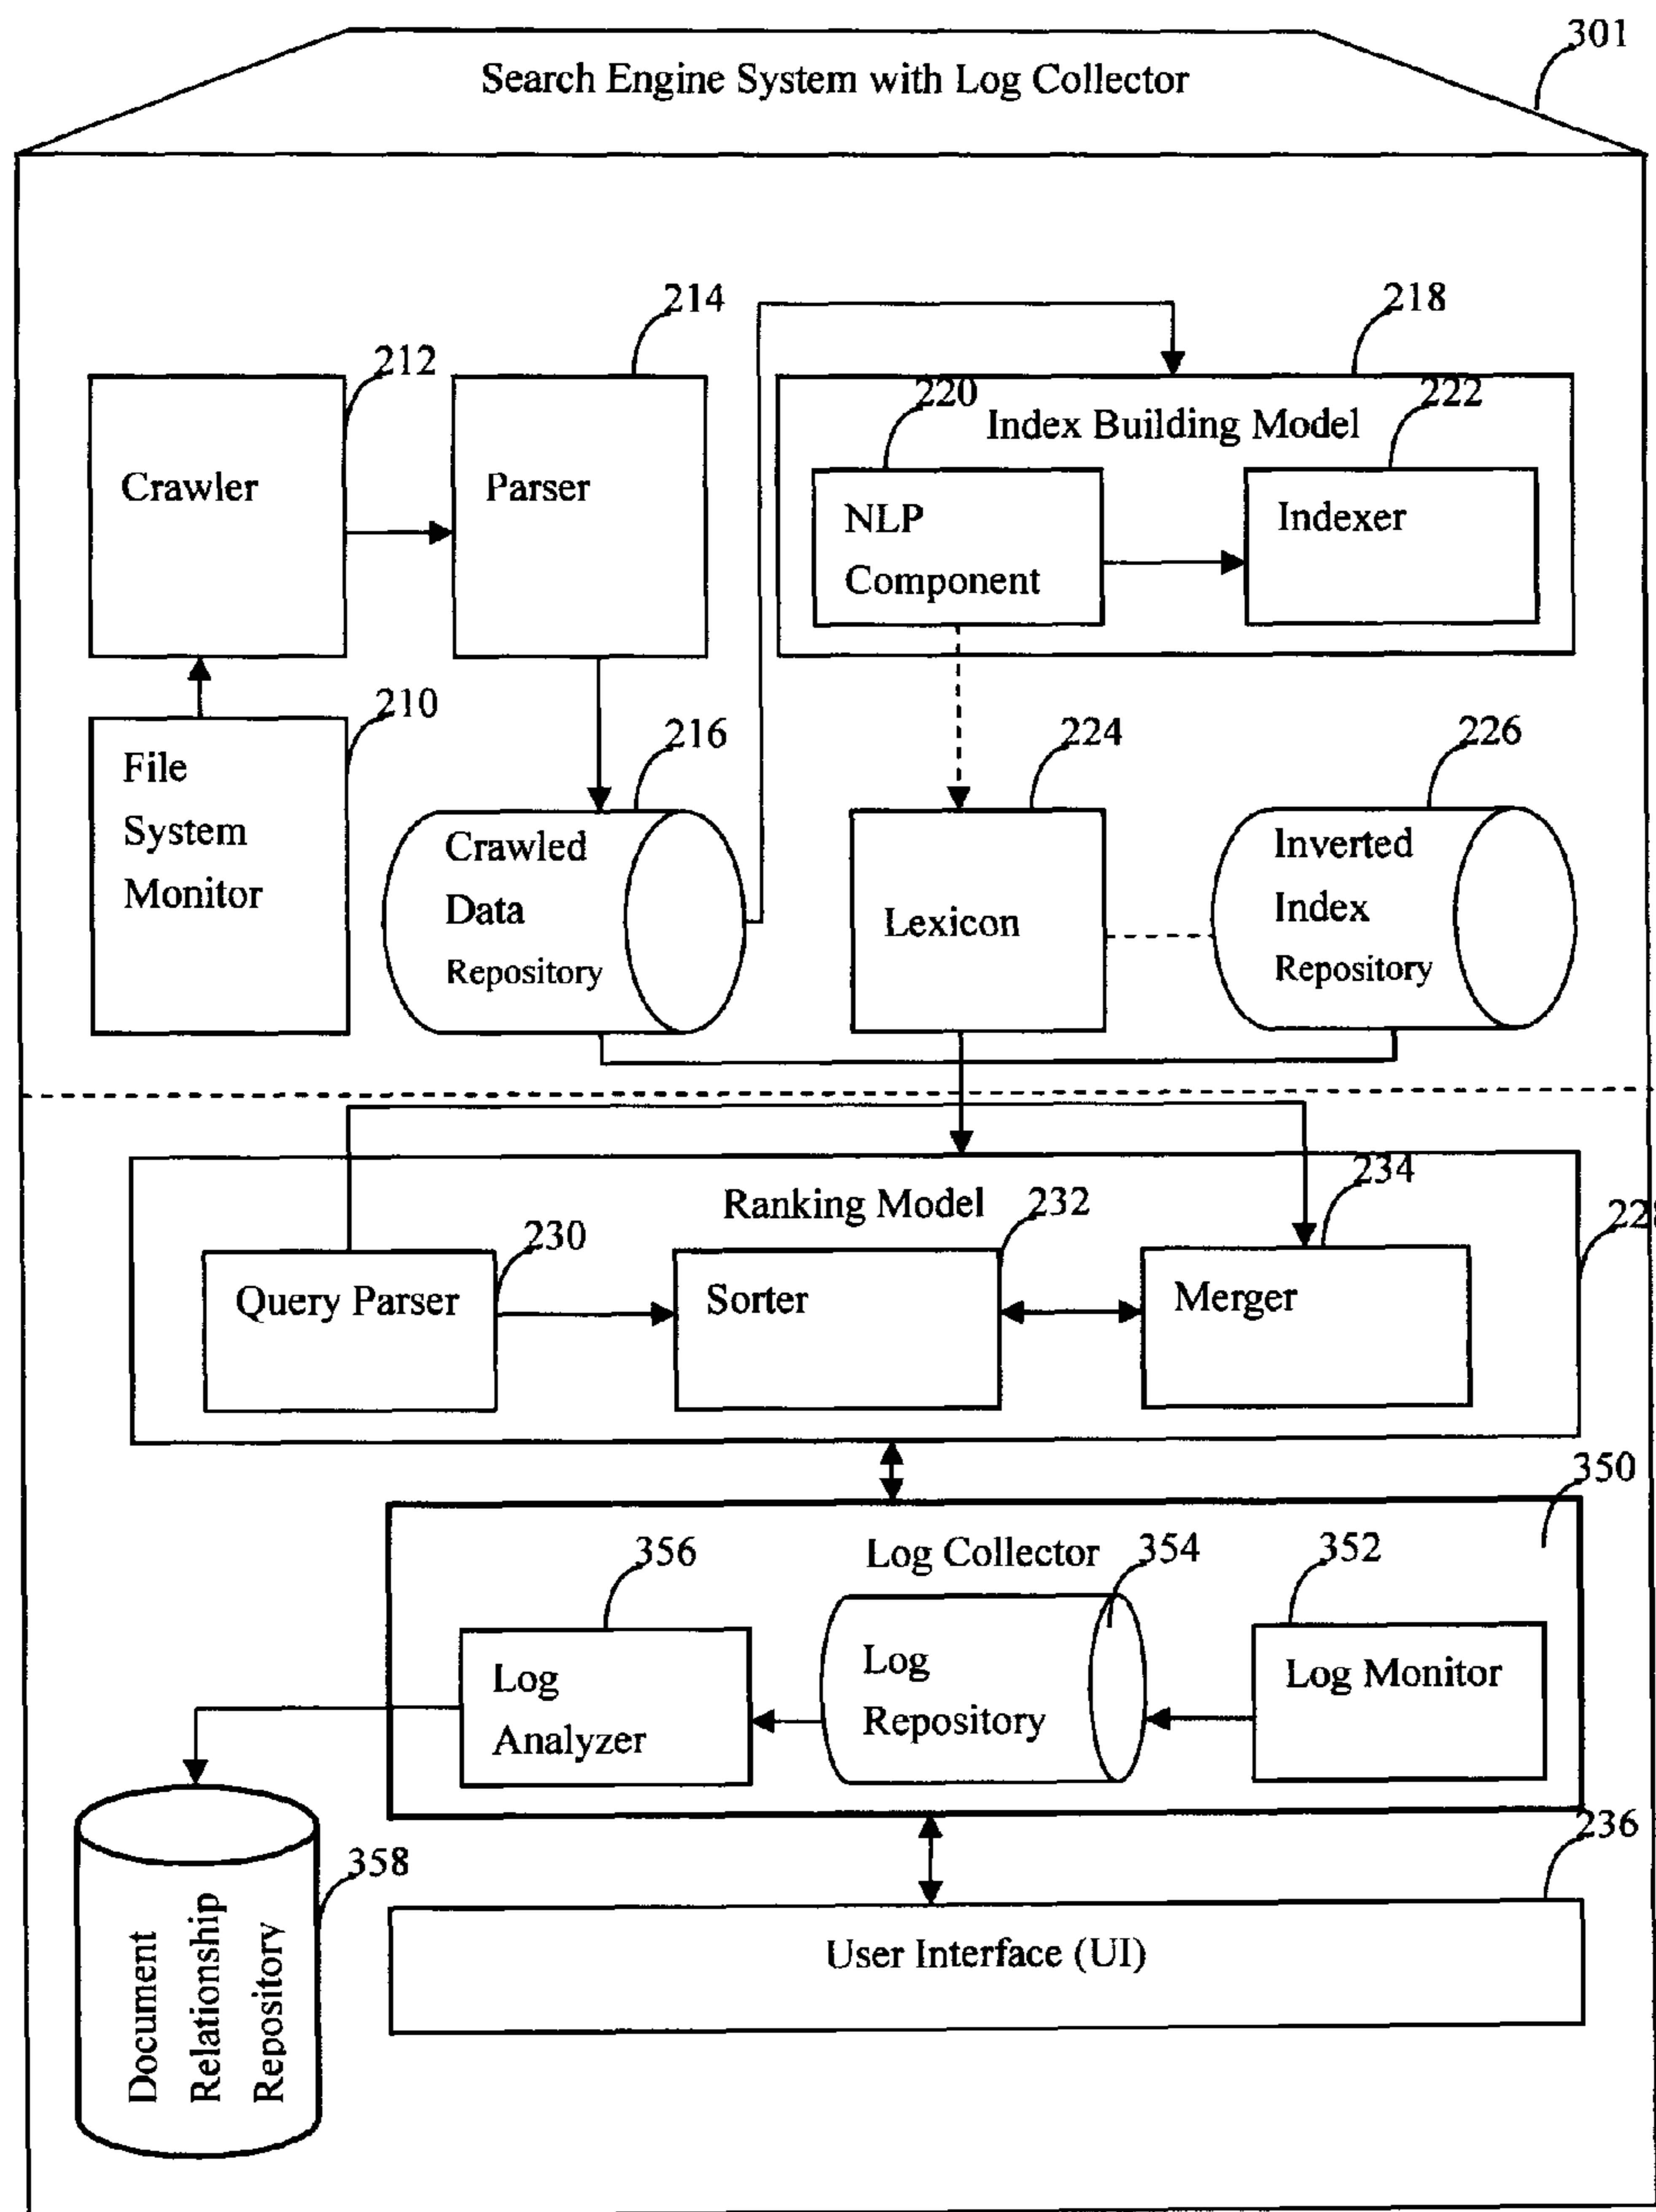 301
Search Engine System with Log Collector
214
218
212
220
222
Index Building Model
Crawler
Parser
NLP
Component
Indexer
210
216
224
226
File
System
Monitor
Crawled
Data
Repository
Lexicon
Inverted
Index
Repository
234
Ranking Model
232
230
Query Parser
Sorter
Merger
350
356
Log Collector
354
352
Log
Analyzer
Log
Repository
Log Monitor
236
358
Document
Relationship
Repository
User Interface (UI)